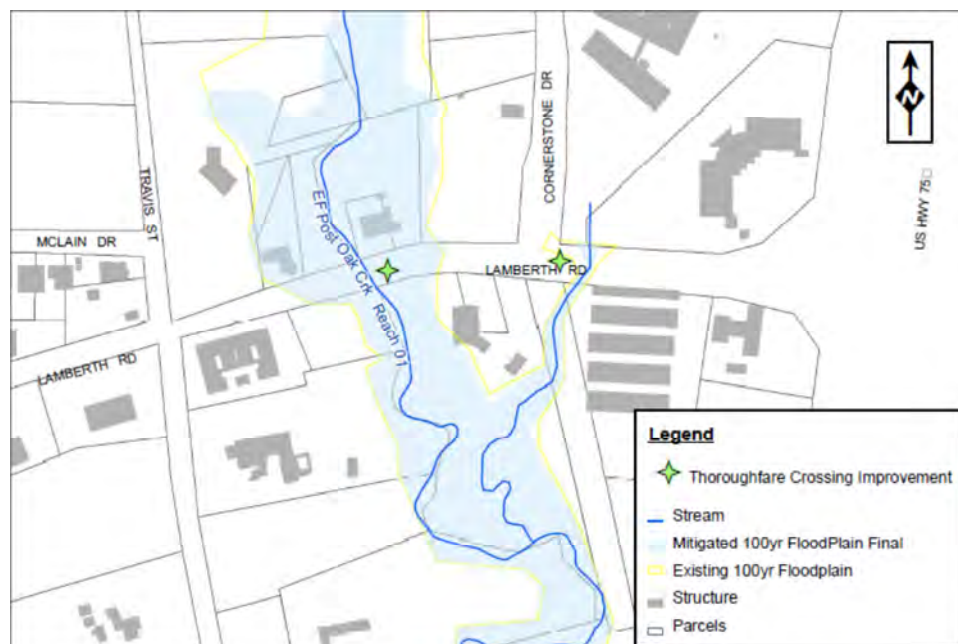 N
CORNERSTONE DR
TRAVIS ST
US HWY 75
MCLAIN DR
EF Post Oak Crk Reach 01
LAMBERTH RD
LAMBERTH RD
Legend
Thoroughfare Crossing Improvement
Stream
Mitigated 100yr FloodPlain Final
Existing 100yr Floodplain
Structure
Parcels